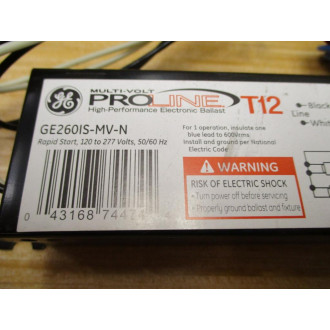 GE
MULTI-VOLT
PROLINE
High-Performance Electronic Ballast
T12
GE260IS-MV-N
Rapid Start, 120 to 277 Volts, 50/60 Hz
For 1 operation, insulate one
blue lead to 600Vrms
Install and ground per National
Electric Code
Black
Line
White
WARNING
RISK OF ELECTRIC SHOCK
• Turn power off before servicing
• Properly ground ballast and fixture
0 43168 744